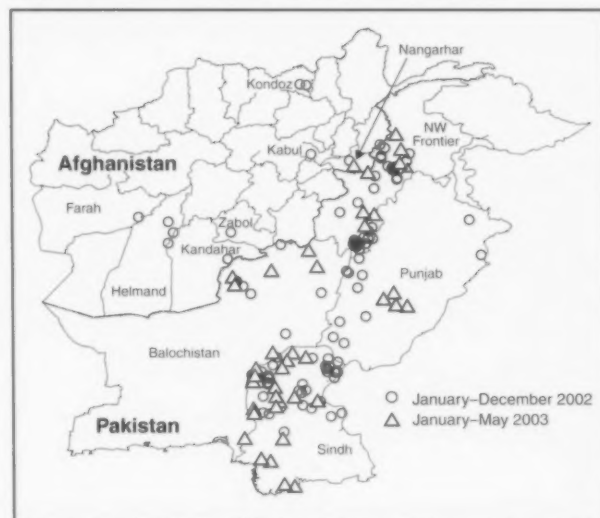 Nangarhar
Kondoz
NW
Frontier
Kabul
Afghanistan
Farah
Zabol
Kandahar
Punjab
Helmand
Balochistan
January–December 2002
January–May 2003
Pakistan
Sindh